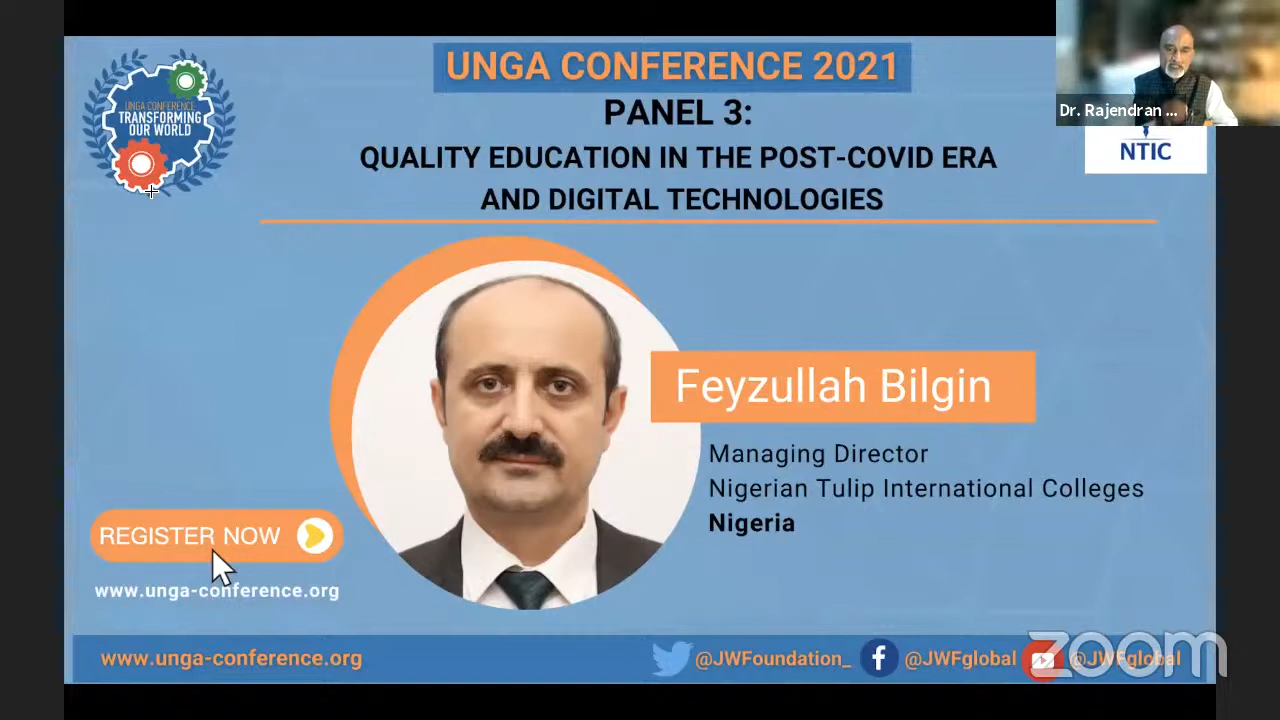 UNGA CONFERENCE 2021
PANEL 3:
QUALITY EDUCATION IN THE POST-COVID ERA
AND DIGITAL TECHNOLOGIES
UNGA CONFERENCE
TRANSFORMING
OUR WORLD
Dr. Rajendran ...
NTIC
Feyzullah Bilgin
Managing Director
Nigerian Tulip International Colleges
Nigeria
REGISTER NOW
www.unga-conference.org
www.unga-conference.org
@JWFoundation_
@JWFglobal
@JWFglobal
zoom